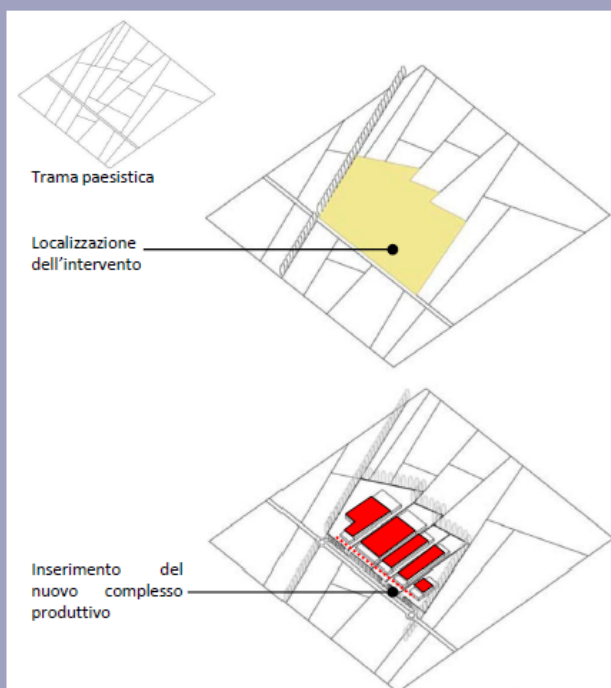 Trama paesistica
Localizzazione
dell’intervento
Inserimento del
nuovo complesso
produttivo